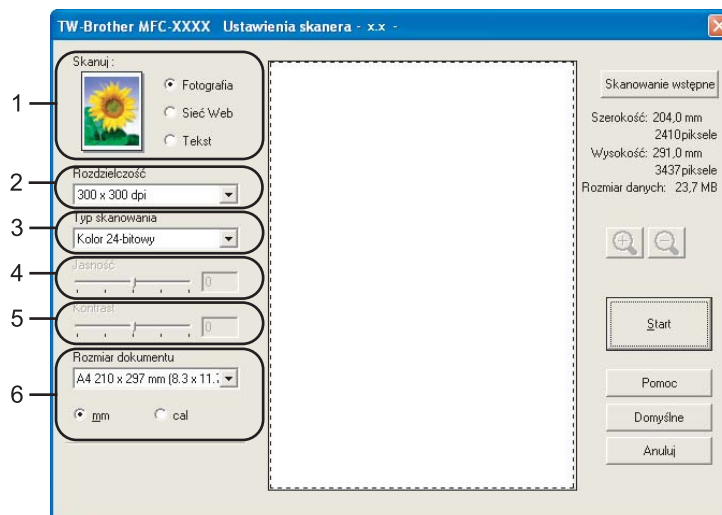 TW-Brother MFC-XXXX Ustawienia skanera - x.x -
1
Skanuj :
Fotografia
Sieć Web
Tekst
2
Rozdzielczość
300 x 300 dpi
3
Typ skanowania
Kolor 24-bitowy
4
Jasność
0
5
Kontrast
0
6
Rozmiar dokumentu
A4 210 x 297 mm (8.3 x 11.
mm
cal
Skanowanie wstępne
Szerokość: 204,0 mm
2410piksele
Wysokość: 291,0 mm
3437piksele
Rozmiar danych: 23,7 MB
Start
Pomoc
Domyślne
Anuluj